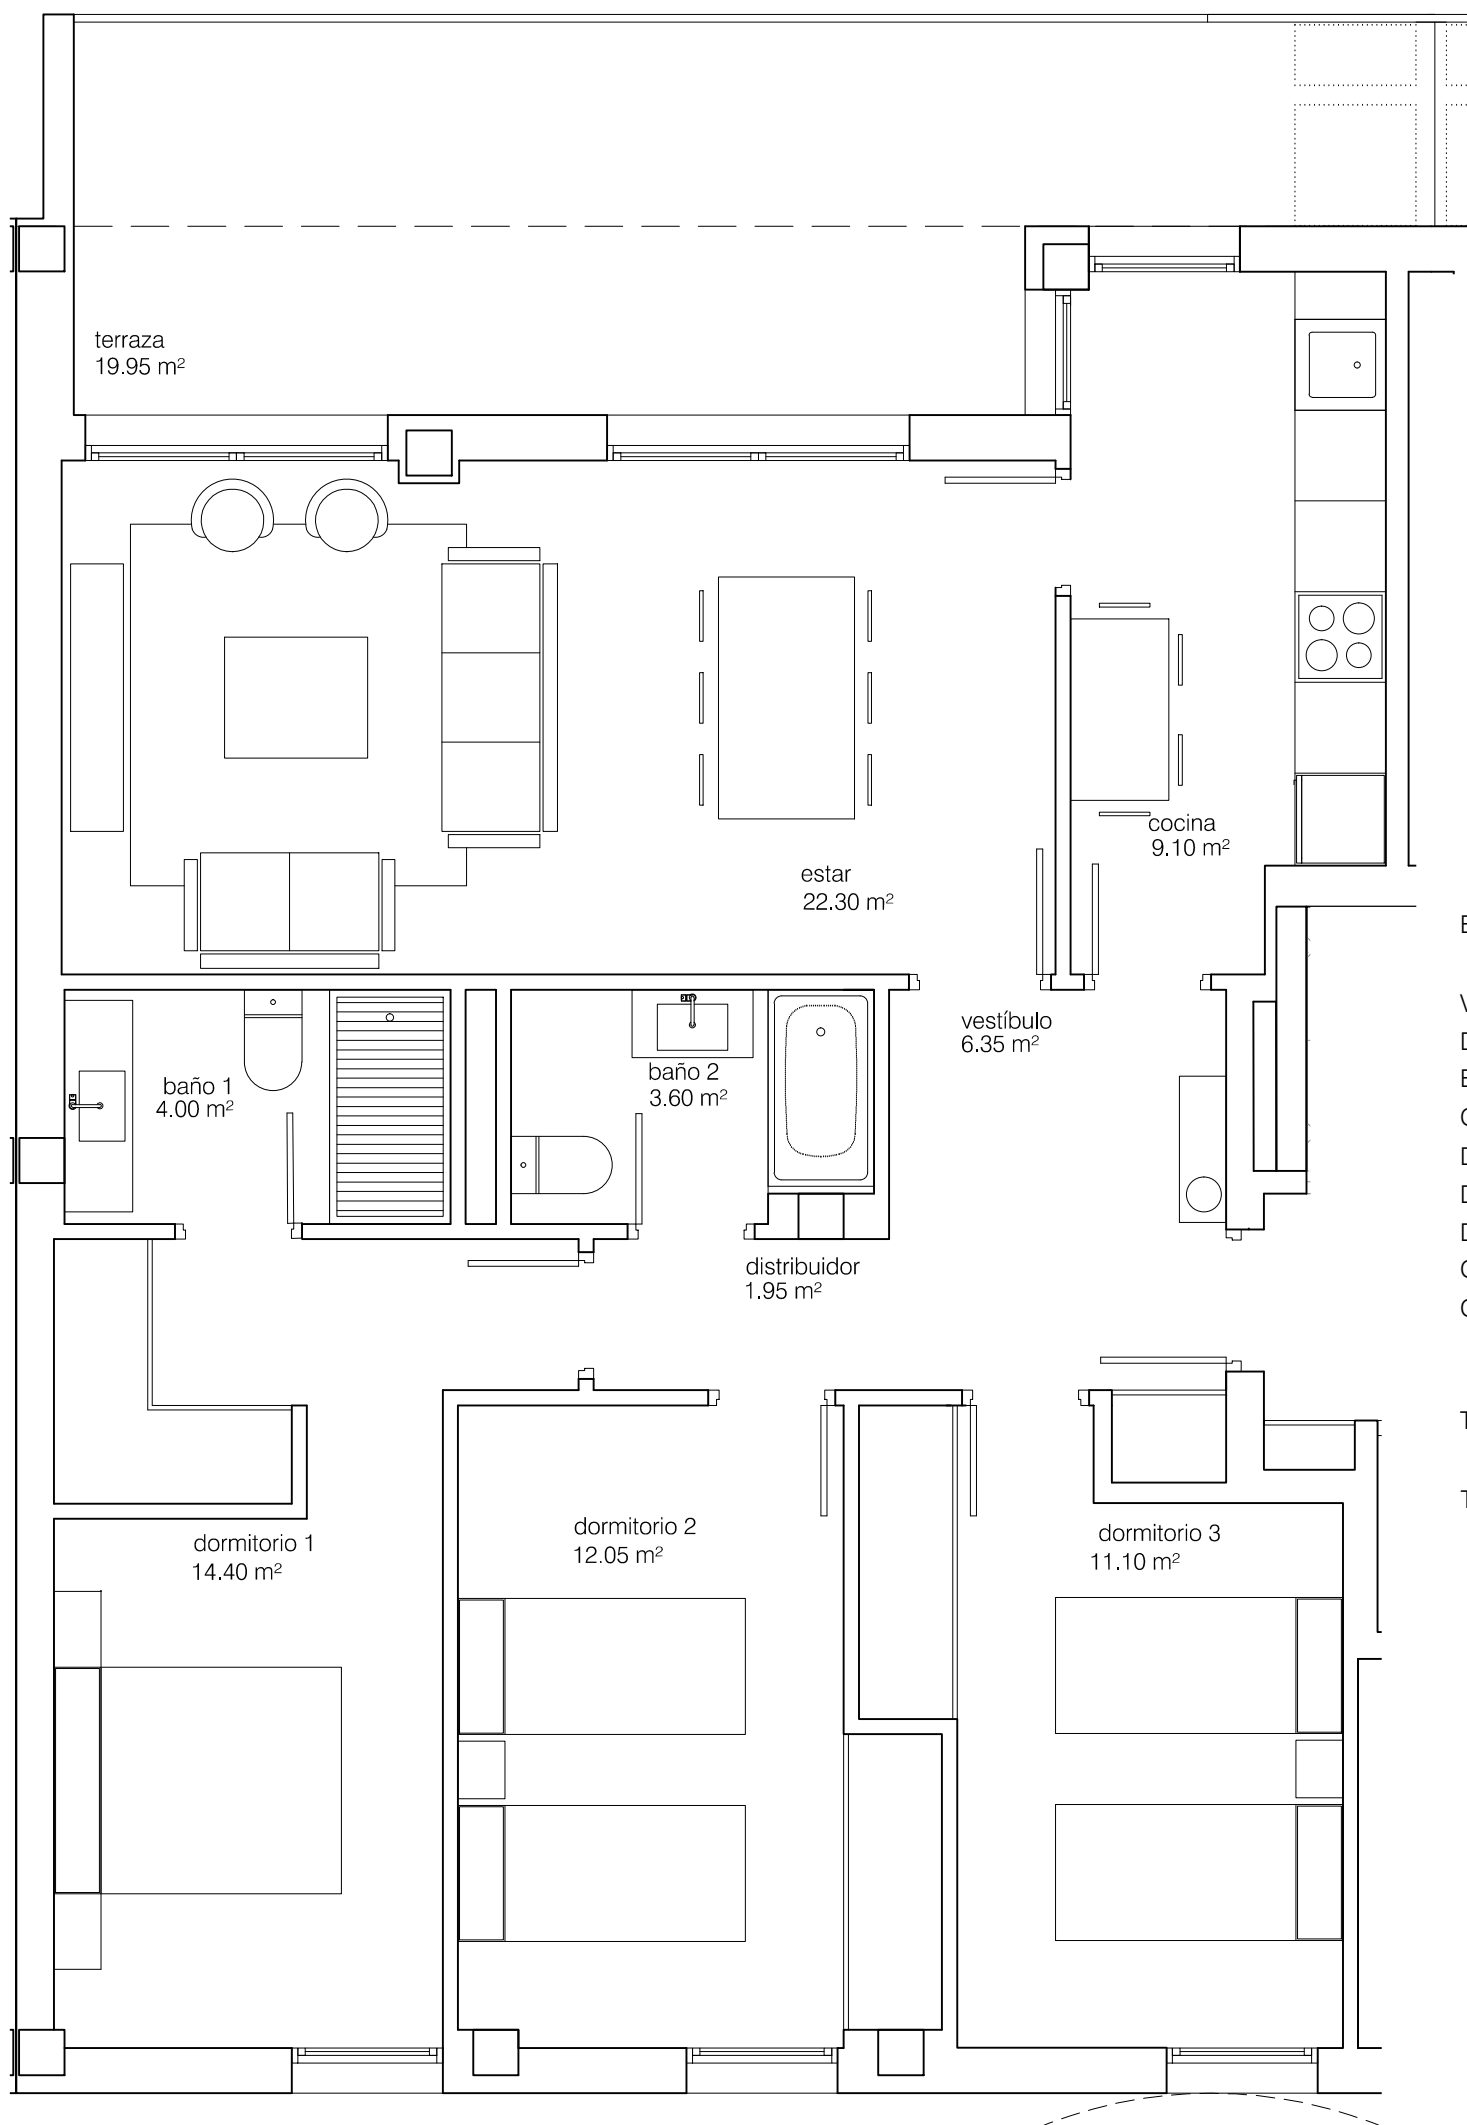 terraza
19.95 m²
cocina
9.10 m²
estar
22.30 m²
vestíbulo
6.35 m²
baño 1
4.00 m²
baño 2
3.60 m²
distribuidor
1.95 m²
dormitorio 1
14.40 m²
dormitorio 2
12.05 m²
dormitorio 3
11.10 m²